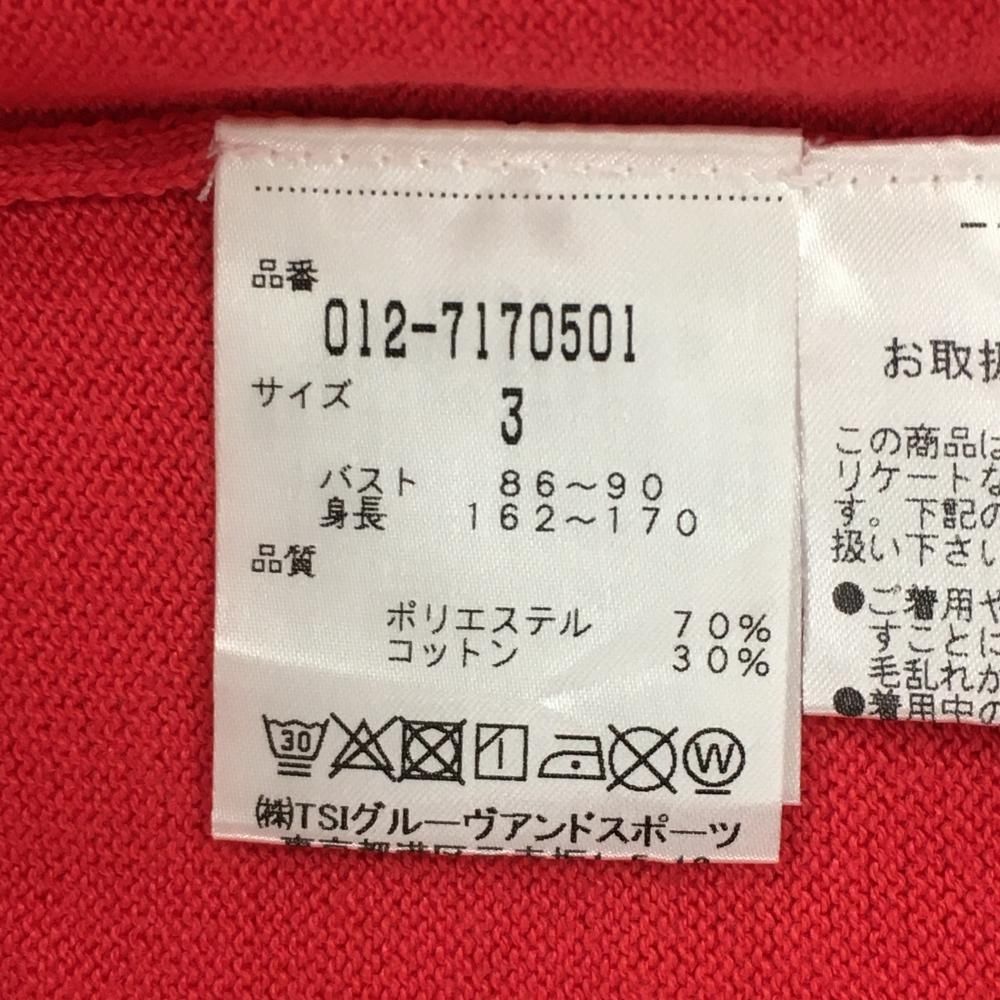 品番
012-7170501
サイズ
3
バスト 86～90
身長 162～170
品質
ポリエステル 70%
コットン 30%
30
W
㈱TSIグルーヴアンドスポーツ
お取扱
この商品は
リケートな
す。下記の
扱い下さい
●ご着用や
すことに
毛乱れが
●着用中の